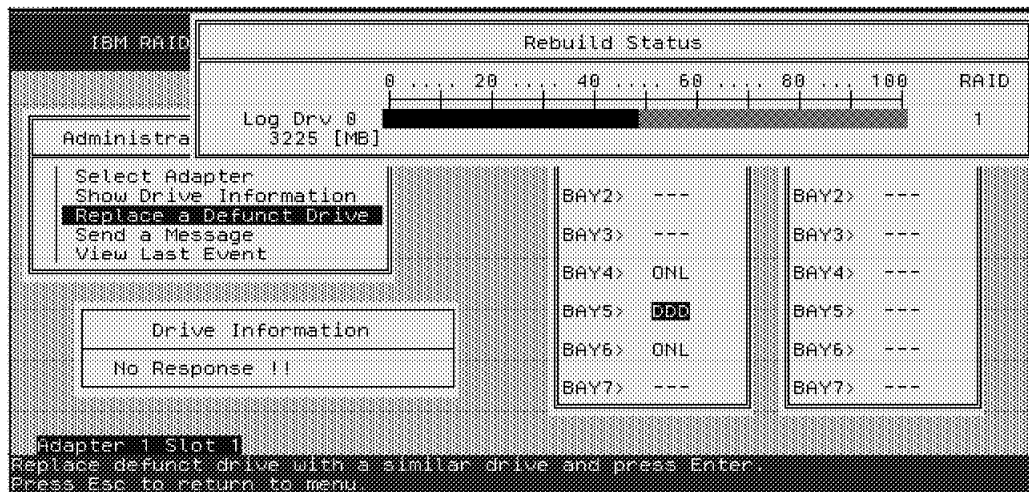 IBM RAID
Rebuild Status
0 .... 20 .... 40 .... 60 .... 80 .... 100 RAID
Log Drv 0 1
3225 [MB]
Administra
Select Adapter
Show Drive Information
Replace a Defunct Drive
Send a Message
View Last Event
BAY2> ---
BAY3> ---
BAY4> ONL
BAY5> DDD
BAY6> ONL
BAY7> ---
BAY2> ---
BAY3> ---
BAY4> ---
BAY5> ---
BAY6> ---
BAY7> ---
Drive Information
No Response !!
Adapter 1 Slot 1
Replace defunct drive with a similar drive and press Enter.
Press Esc to return to menu.